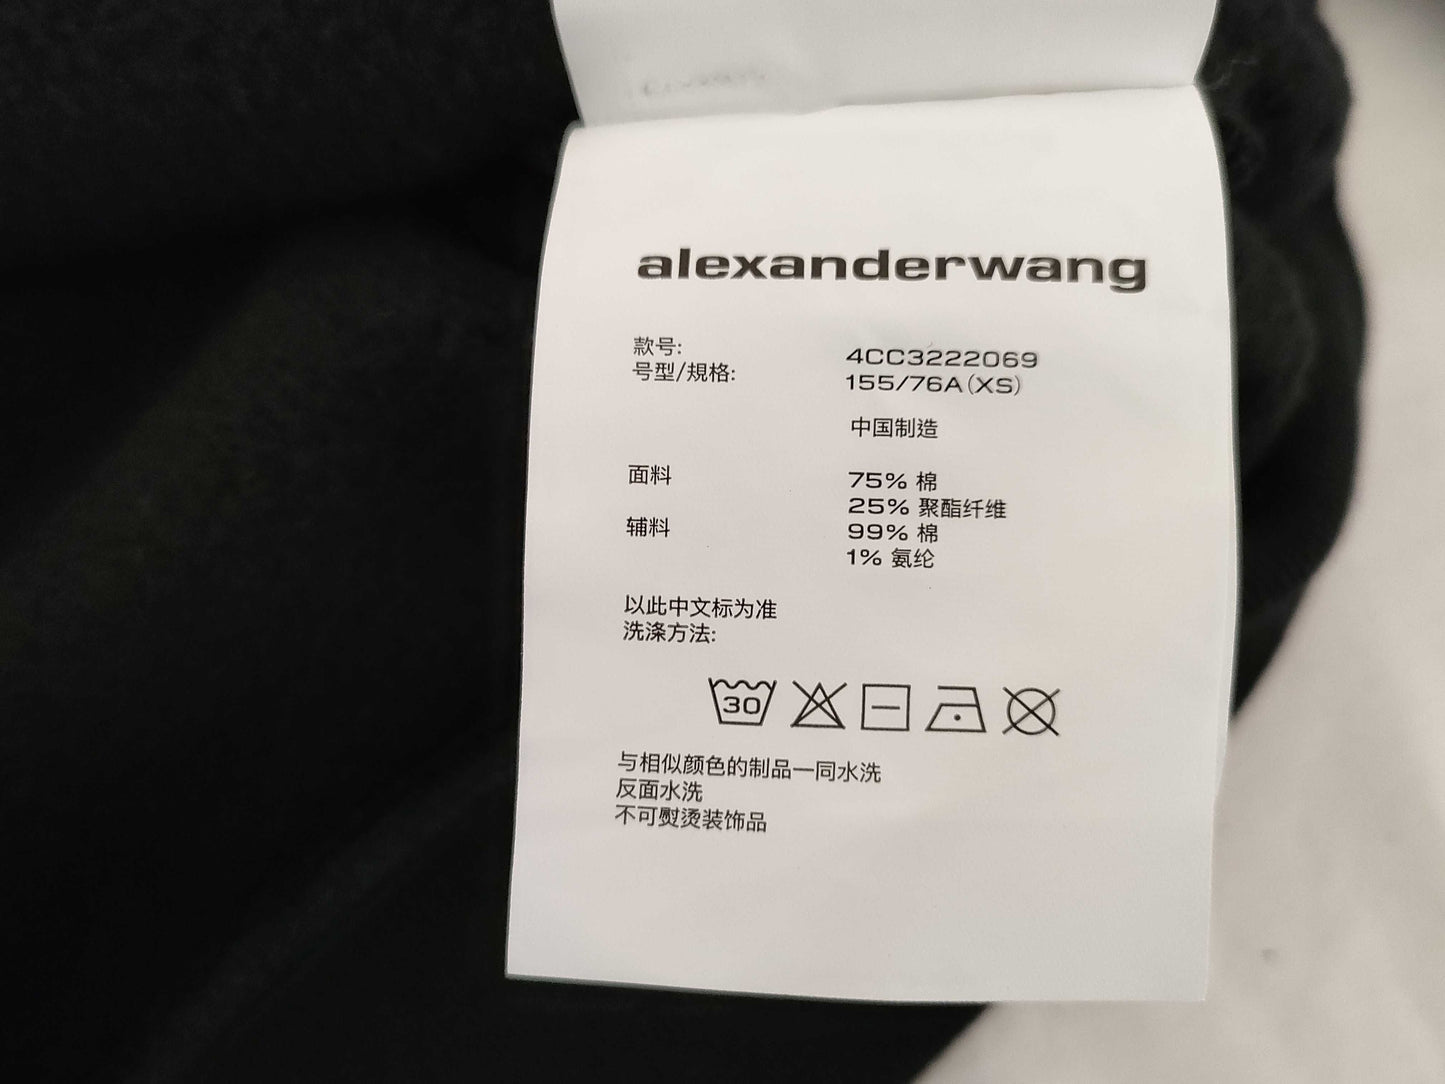 alexanderwang
款号: 4CC3222069
号型/規格: 155/76A(XS)
中国制造
面料 75% 棉
25% 聚酯纤维
辅料 99% 棉
1% 氨纶
以此中文标为准
洗涤方法:
30
与相似颜色的制品一同水洗
反面水洗
不可熨烫装饰品